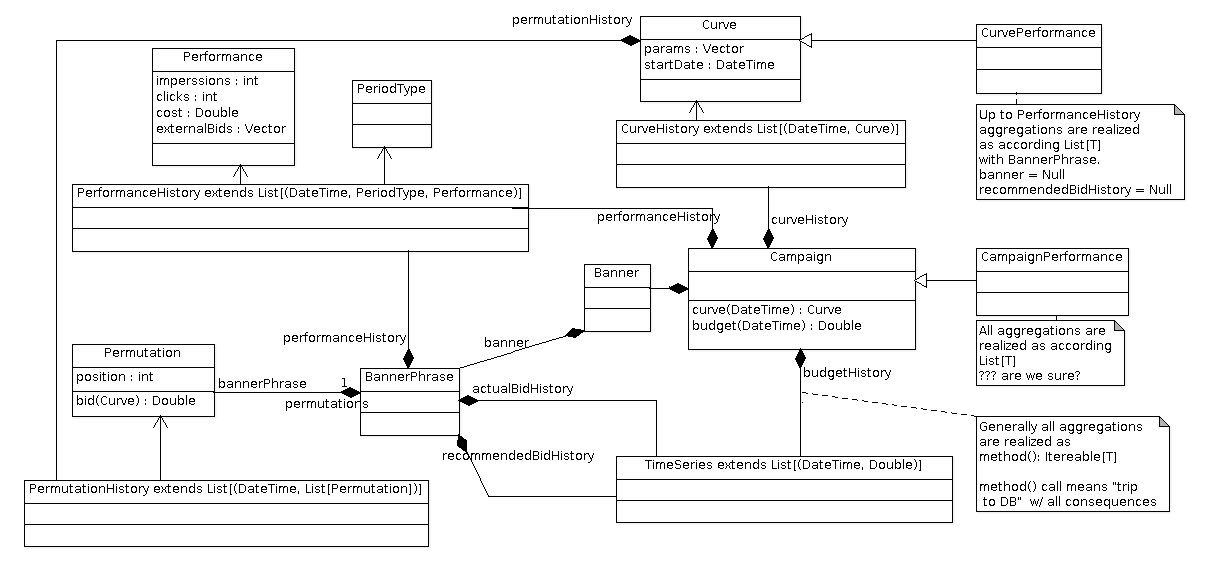 permutationHistory
Curve
params : Vector
startDate : DateTime
CurvePerformance
Up to PerformanceHistory
aggregations are realized
as according List[T]
with BannerPhrase.
banner = Null
recommendedBidHistory = Null
Performance
imperssions : int
clicks : int
cost : Double
externalBids : Vector
PeriodType
CurveHistory extends List[(DateTime, Curve)]
PerformanceHistory extends List[(DateTime, PeriodType, Performance)]
performanceHistory
curveHistory
Campaign
curve(DateTime) : Curve
budget(DateTime) : Double
CampaignPerformance
All aggregations are
realized as according
List[T]
??? are we sure?
Banner
banner
performanceHistory
Permutation
position : int
bid(Curve) : Double
bannerPhrase
1
permutations
BannerPhrase
actualBidHistory
budgetHistory
recommendedBidHistory
Generally all aggregations
are realized as
method(): Itereable[T]
method() call means "trip
to DB" w/ all consequences
TimeSeries extends List[(DateTime, Double)]
PermutationHistory extends List[(DateTime, List[Permutation])]